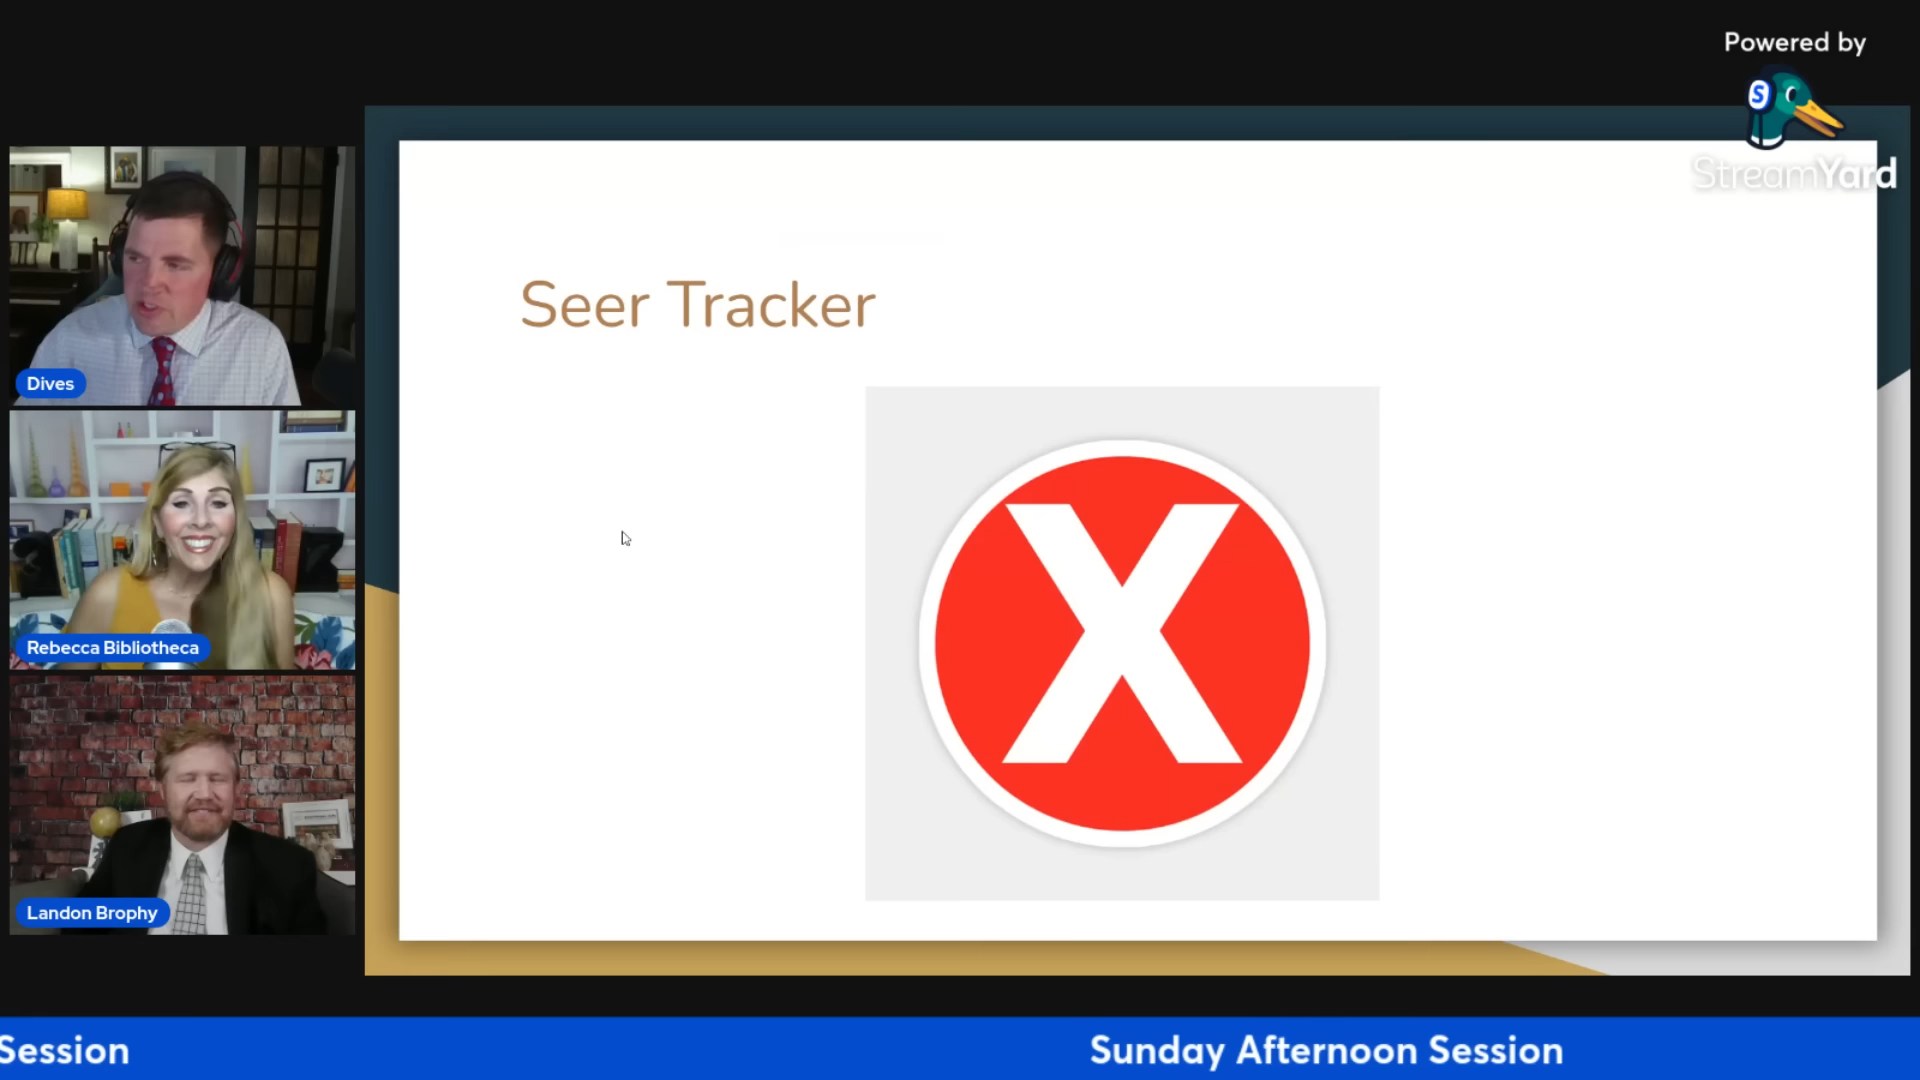 Powered by
S
StreamYard
Seer Tracker
X
Dives
Rebecca Bibliotheca
Landon Brophy
Session
Sunday Afternoon Session